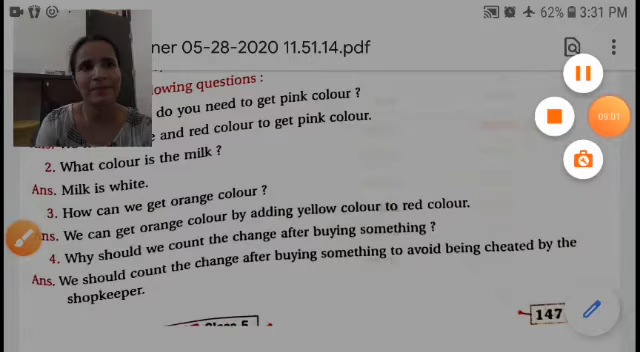 62% 3:31 PM
ner 05-28-2020 11.51.14.pdf
owing questions :
do you need to get pink colour ?
and red colour to get pink colour.
2. What colour is the milk ?
Ans. Milk is white.
3. How can we get orange colour ?
ns. We can get orange colour by adding yellow colour to red colour.
4. Why should we count the change after buying something ?
Ans. We should count the change after buying something to avoid being cheated by the
shopkeeper.
147
09:01